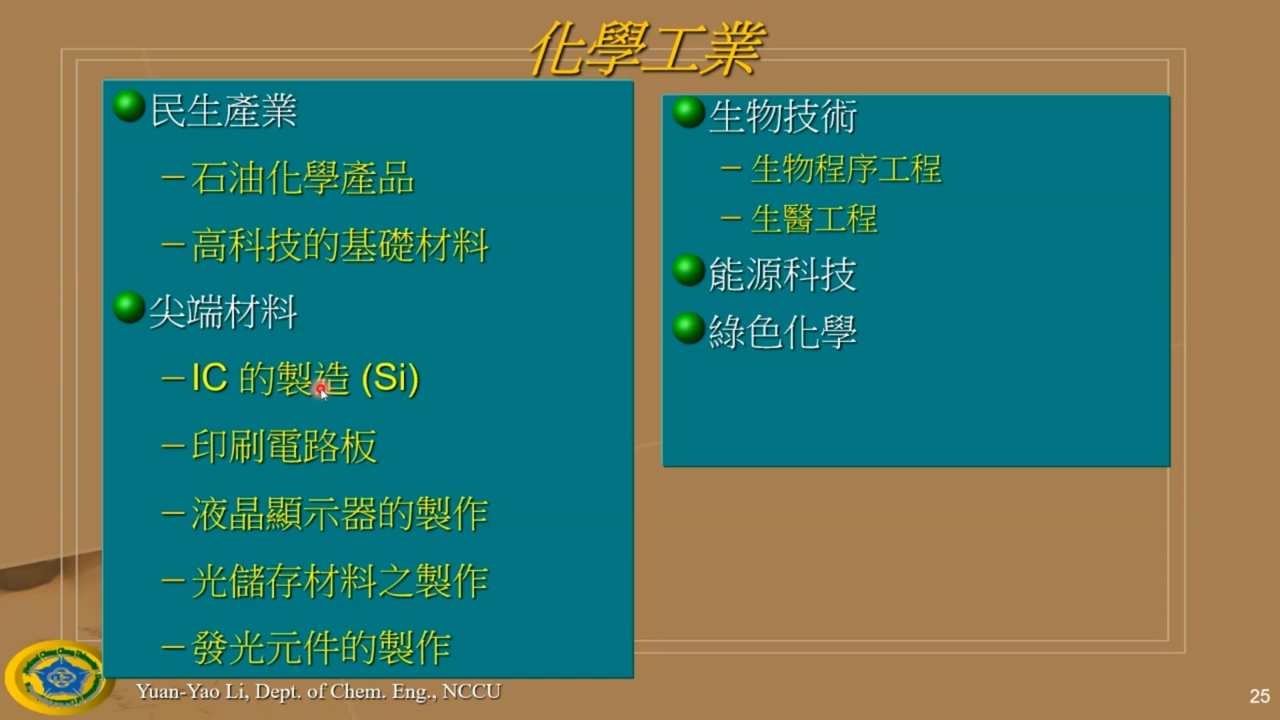 化學工業
民生產業
－石油化學產品
－高科技的基礎材料
尖端材料
－IC 的製造 (Si)
－印刷電路板
－液晶顯示器的製作
－光儲存材料之製作
－發光元件的製作
生物技術
－ 生物程序工程
－ 生醫工程
能源科技
綠色化學
Yuan-Yao Li, Dept. of Chem. Eng., NCCU
25